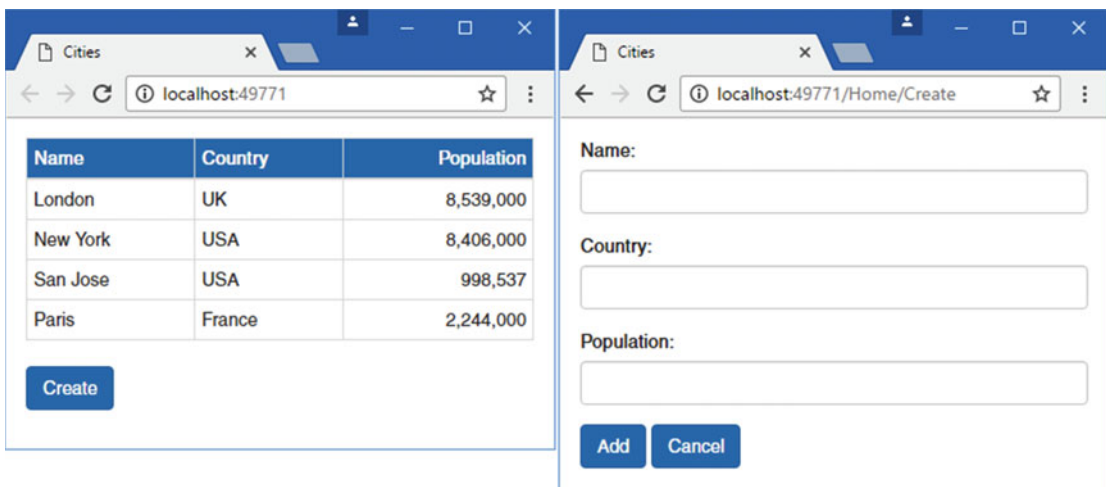 Cities
localhost:49771
Name Country Population
London UK 8,539,000
New York USA 8,406,000
San Jose USA 998,537
Paris France 2,244,000
Create
Cities
localhost:49771/Home/Create
Name:
Country:
Population:
Add Cancel